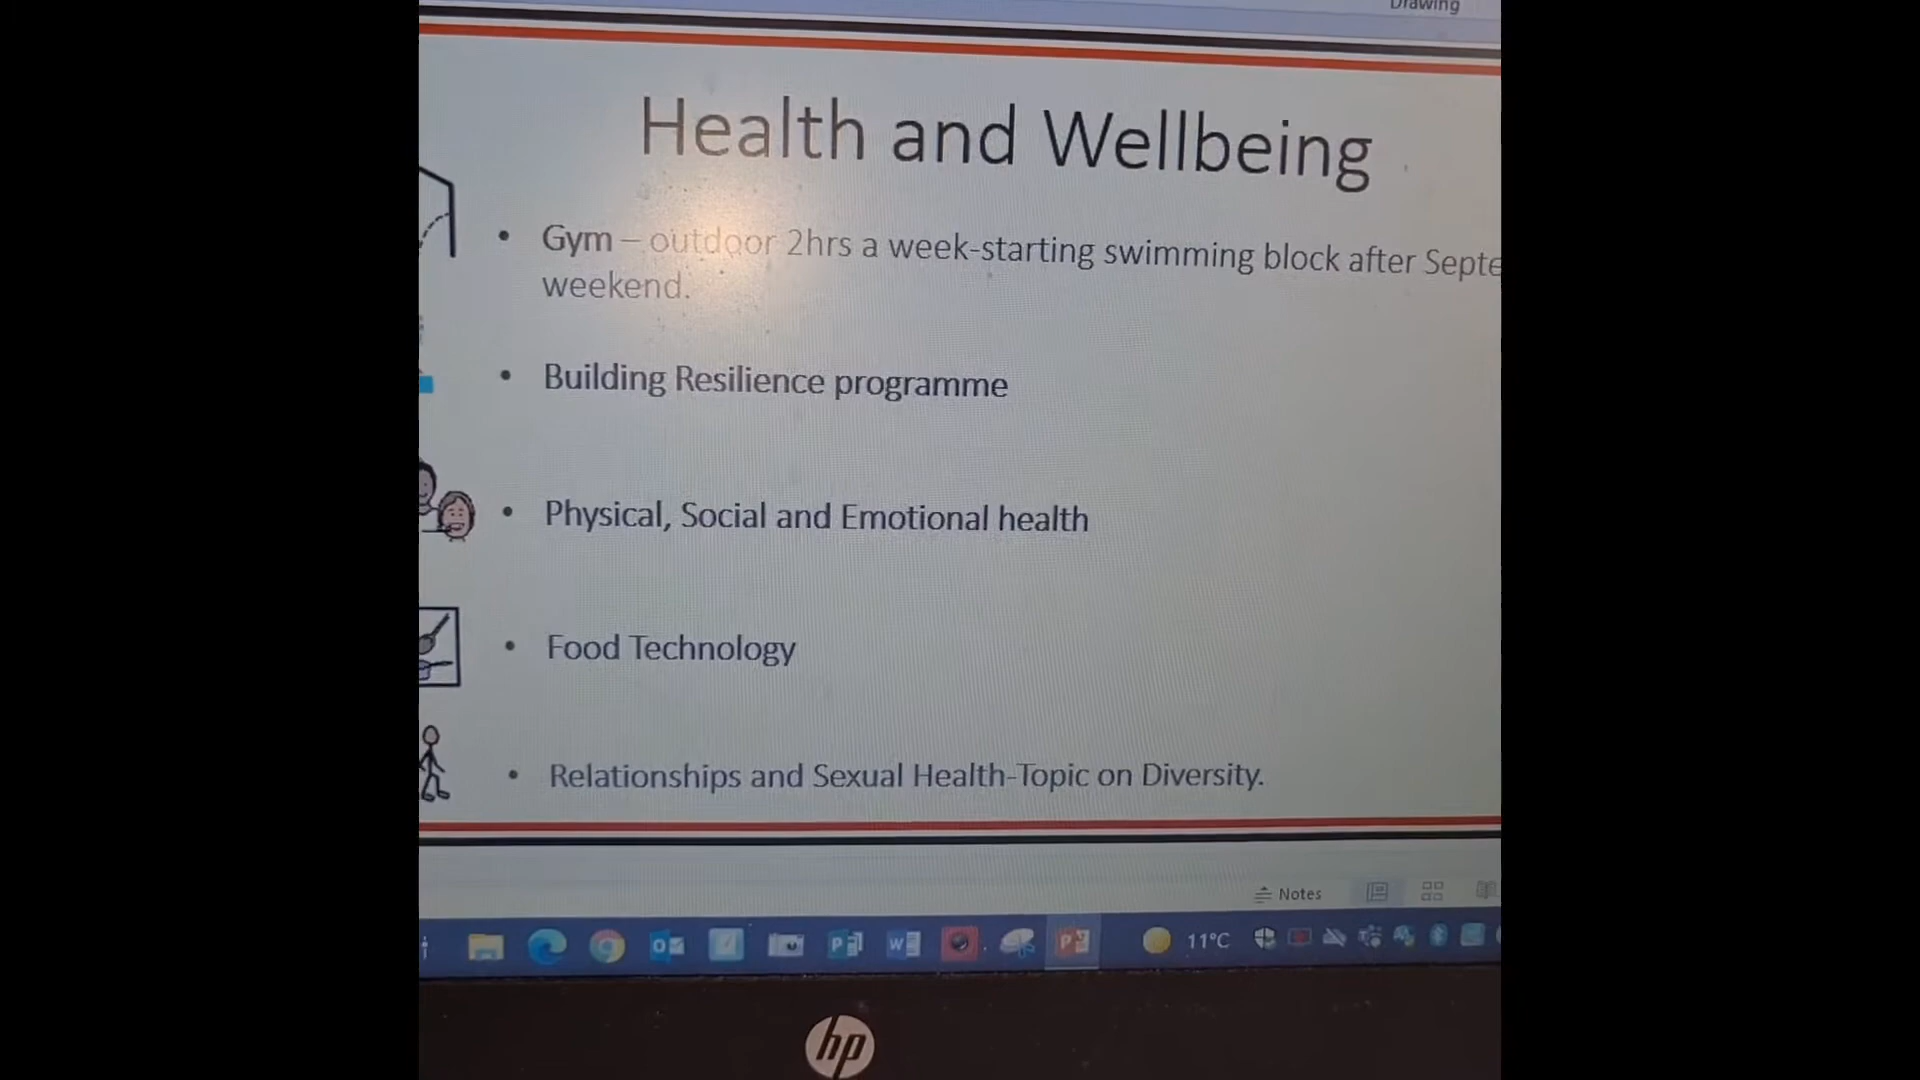 Drawing
Health and Wellbeing
• Gym – outdoor 2hrs a week-starting swimming block after Septe
weekend.
• Building Resilience programme
• Physical, Social and Emotional health
• Food Technology
• Relationships and Sexual Health-Topic on Diversity.
Notes
11°C
hp